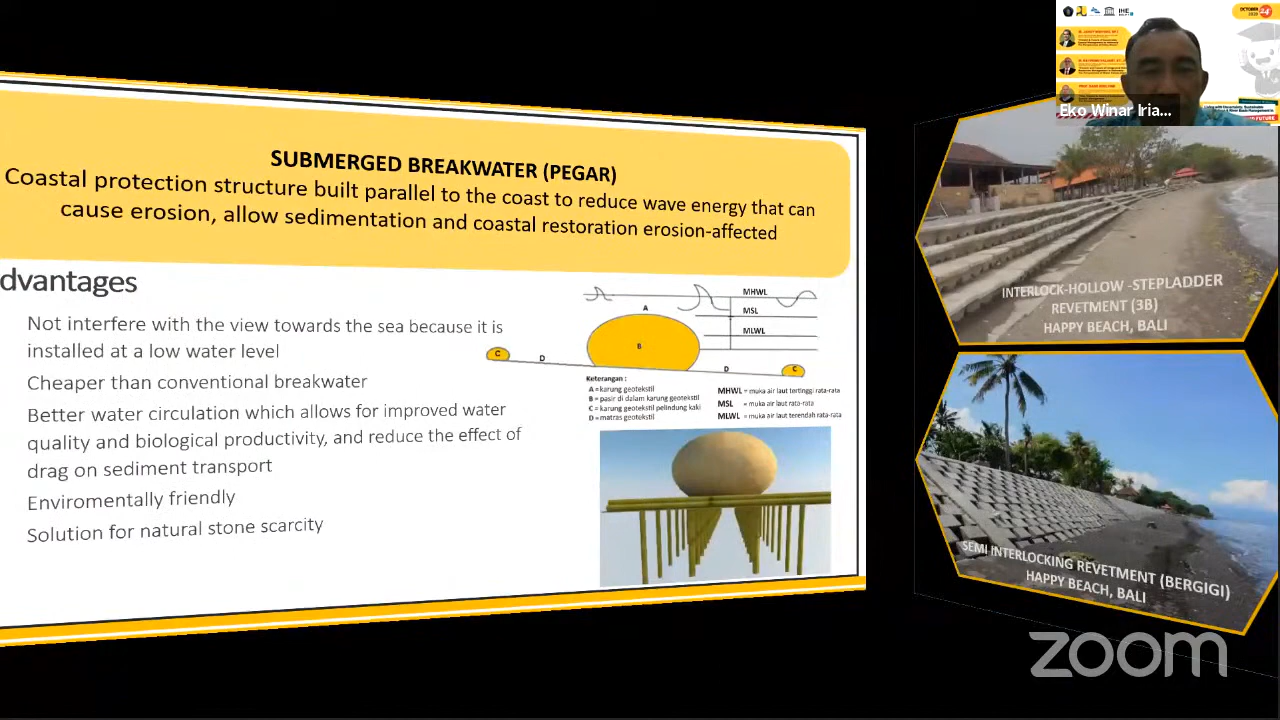 SUBMERGED BREAKWATER (PEGAR)
Coastal protection structure built parallel to the coast to reduce wave energy that can
cause erosion, allow sedimentation and coastal restoration erosion-affected
dvantages
Not interfere with the view towards the sea because it is
installed at a low water level
Cheaper than conventional breakwater
Better water circulation which allows for improved water
quality and biological productivity, and reduce the effect of
drag on sediment transport
Enviromentally friendly
Solution for natural stone scarcity
MHWL
A
MSL
MLWL
B
C
D
D
C
Keterangan :
A = karung geotekstil
B = pasir di dalam karung geotekstil
C = karung geotekstil pelindung kaki
D = matras geotekstil
MHWL = muka air laut tertinggi rata-rata
MSL = muka air laut rata-rata
MLWL = muka air laut terendah rata-rata
IHE
OCTOBER
24
Eko Winar Iria...
INTERLOCK-HOLLOW -STEPLADDER
REVETMENT (3B)
HAPPY BEACH, BALI
SEMI INTERLOCKING REVETMENT (BERGIGI)
HAPPY BEACH, BALI
zoom